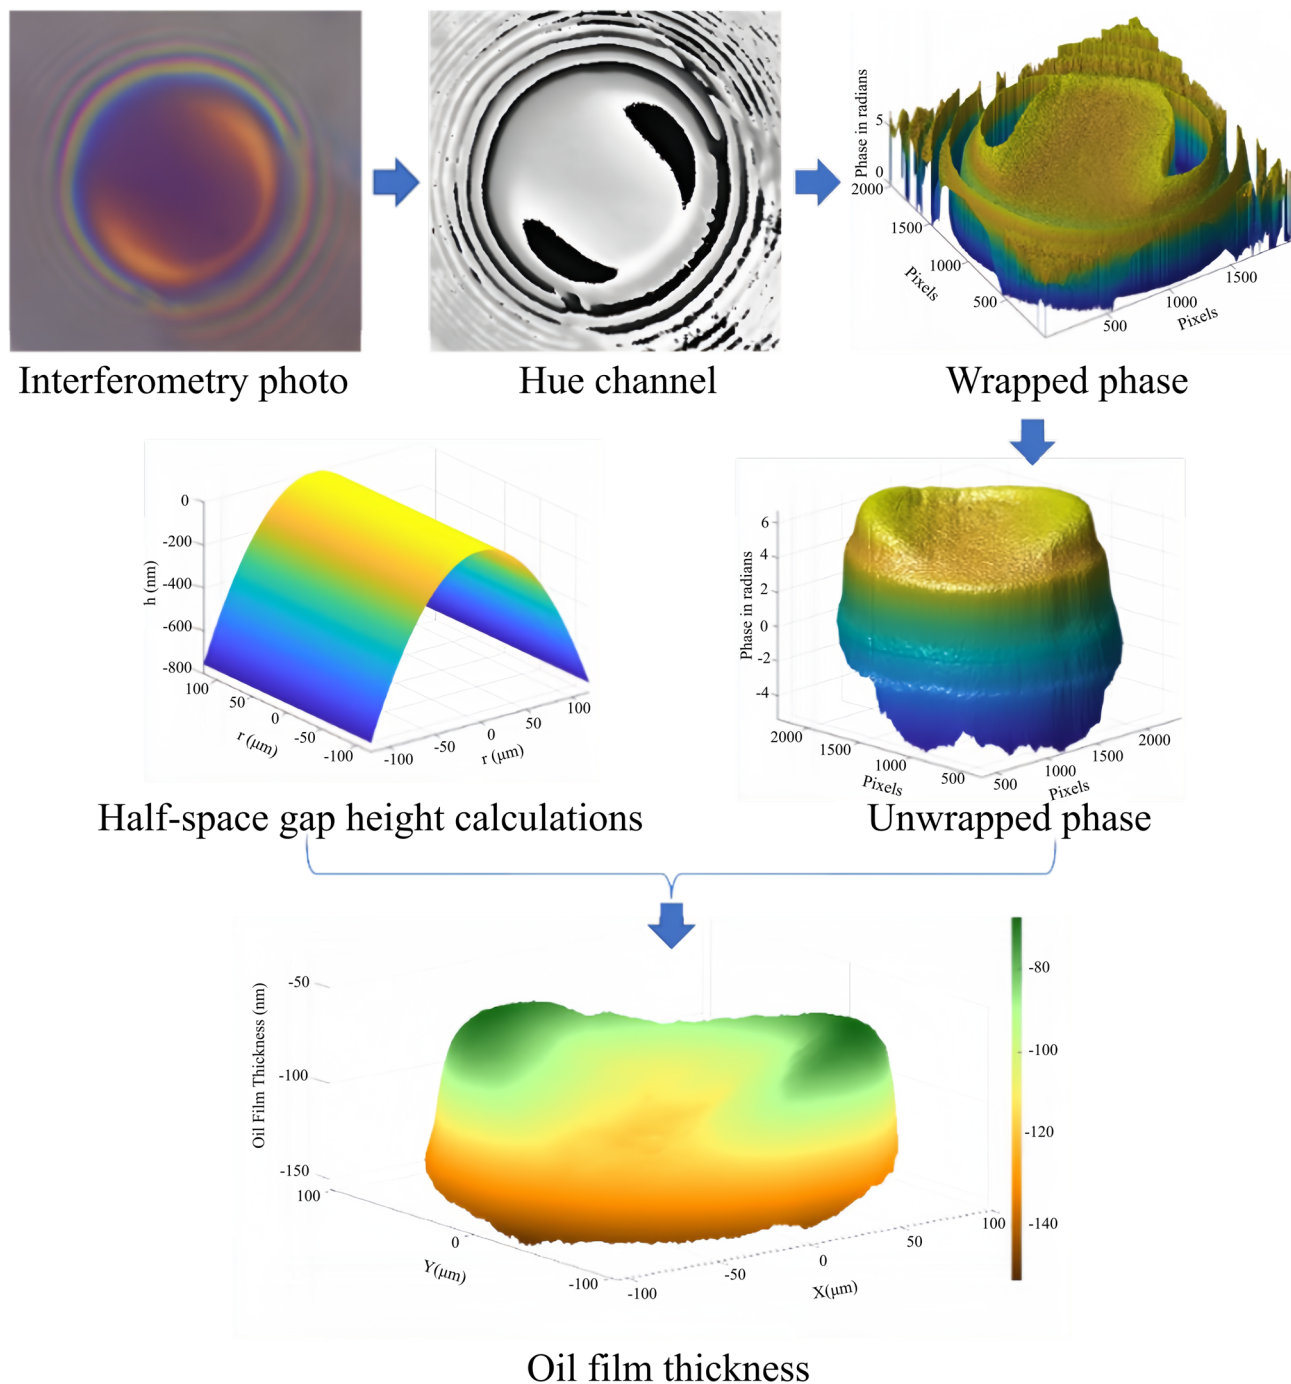 Phase in radians
5
0
2000
1500
1000
500
Pixels
500
1000
1500
Pixels
Interferometry photo
Hue channel
Wrapped phase
0
-200
-400
-600
-800
h (nm)
100
50
0
-50
-100
r (μm)
-100
-50
0
50
100
r (μm)
Phase in radians
6
4
2
0
-2
-4
2000
1500
1000
500
Pixels
500
1000
1500
2000
Pixels
Half-space gap height calculations
Unwrapped phase
Oil Film Thickness (nm)
-50
-100
-150
100
0
-100
Y(μm)
-100
-50
0
50
100
X(μm)
-80
-100
-120
-140
Oil film thickness